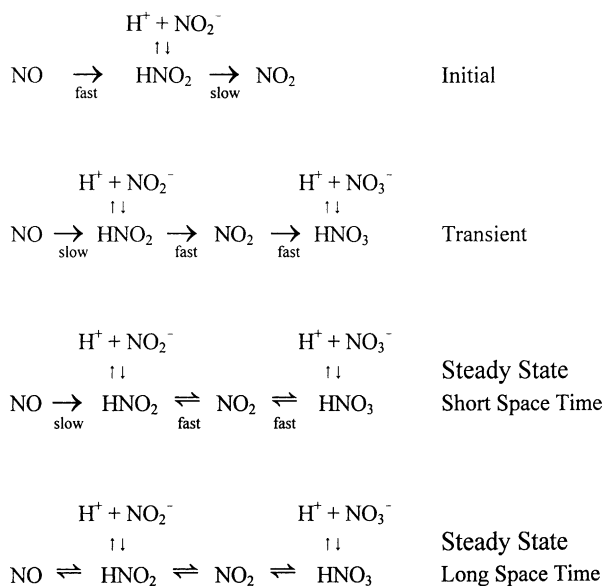 H⁺ + NO₂⁻
↑↓
NO → HNO₂ → NO₂ Initial
fast slow
H⁺ + NO₂⁻ H⁺ + NO₃⁻
↑↓ ↑↓
NO → HNO₂ → NO₂ → HNO₃ Transient
slow fast fast
H⁺ + NO₂⁻ H⁺ + NO₃⁻
↑↓ ↑↓ Steady State
NO → HNO₂ ⇌ NO₂ ⇌ HNO₃ Short Space Time
slow fast fast
H⁺ + NO₂⁻ H⁺ + NO₃⁻
↑↓ ↑↓ Steady State
NO ⇌ HNO₂ ⇌ NO₂ ⇌ HNO₃ Long Space Time